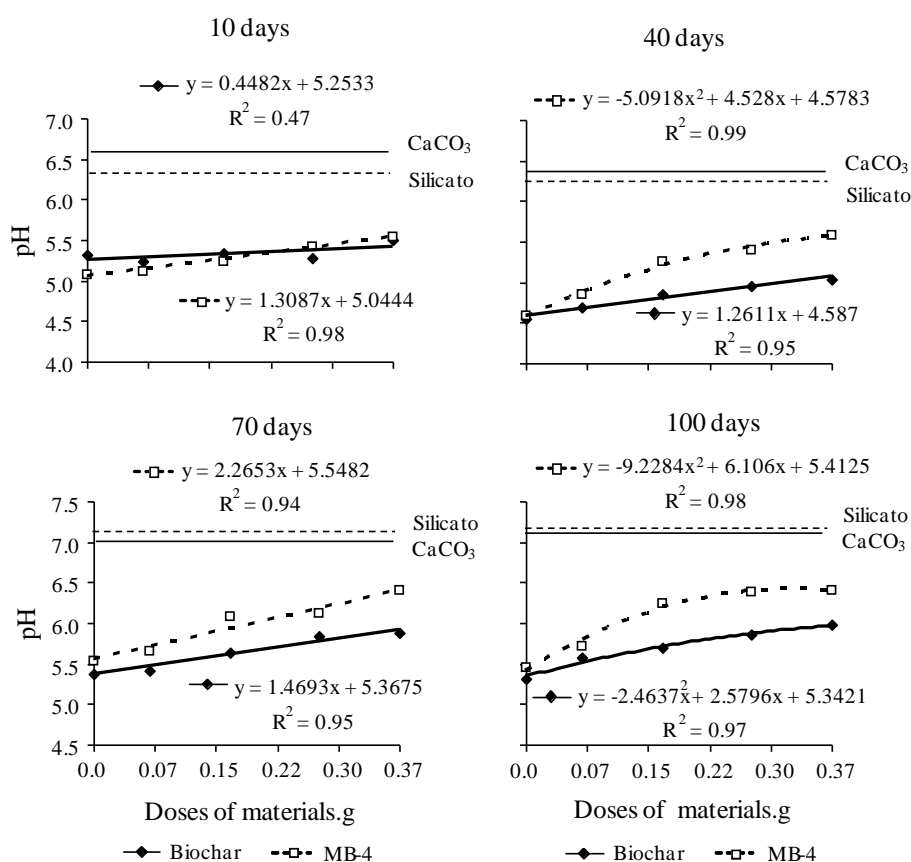 10 days
y = 0.4482x + 5.2533
R² = 0.47
7.0
6.5
5.5
5.0
4.5
4.0
pH
CaCO₃
Silicato
y = 1.3087x + 5.0444
R² = 0.98
40 days
y = -5.0918x² + 4.528x + 4.5783
R² = 0.99
CaCO₃
Silicato
y = 1.2611x + 4.587
R² = 0.95
70 days
y = 2.2653x + 5.5482
R² = 0.94
7.5
7.0
6.5
6.0
5.5
5.0
4.5
pH
Silicato
CaCO₃
y = 1.4693x + 5.3675
R² = 0.95
0.0 0.07 0.15 0.22 0.30 0.37
Doses of materials.g
Biochar MB-4
100 days
y = -9.2284x² + 6.106x + 5.4125
R² = 0.98
Silicato
CaCO₃
y = -2.4637x² + 2.5796x + 5.3421
R² = 0.97
0.0 0.07 0.15 0.22 0.30 0.37
Doses of materials.g
Biochar MB-4